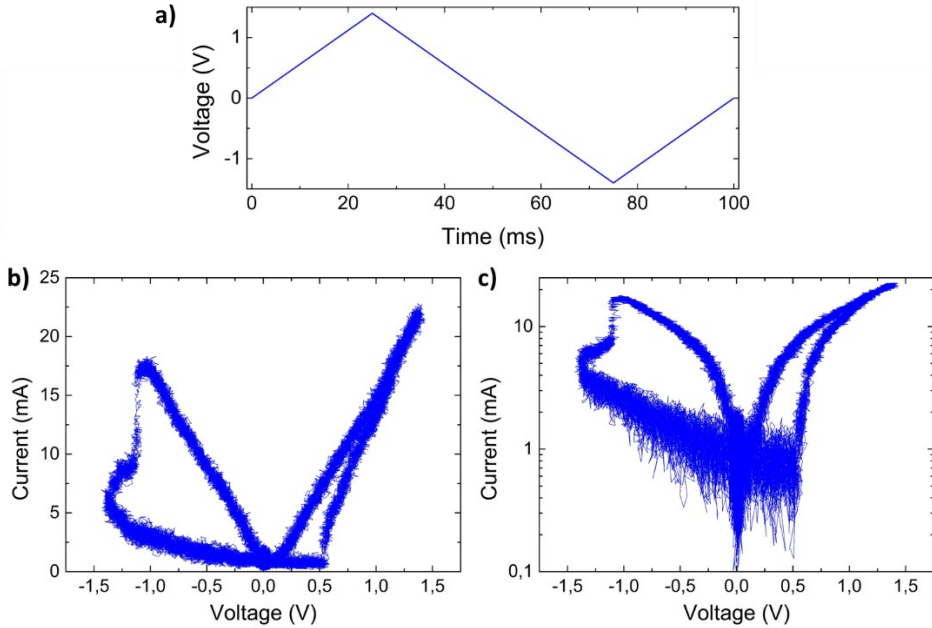 a)
Voltage (V)
1
0
-1
0 20 40 60 80 100
Time (ms)
b)
Current (mA)
25
20
15
10
5
0
-1,5 -1,0 -0,5 0,0 0,5 1,0 1,5
Voltage (V)
c)
Current (mA)
10
1
0,1
-1,5 -1,0 -0,5 0,0 0,5 1,0 1,5
Voltage (V)